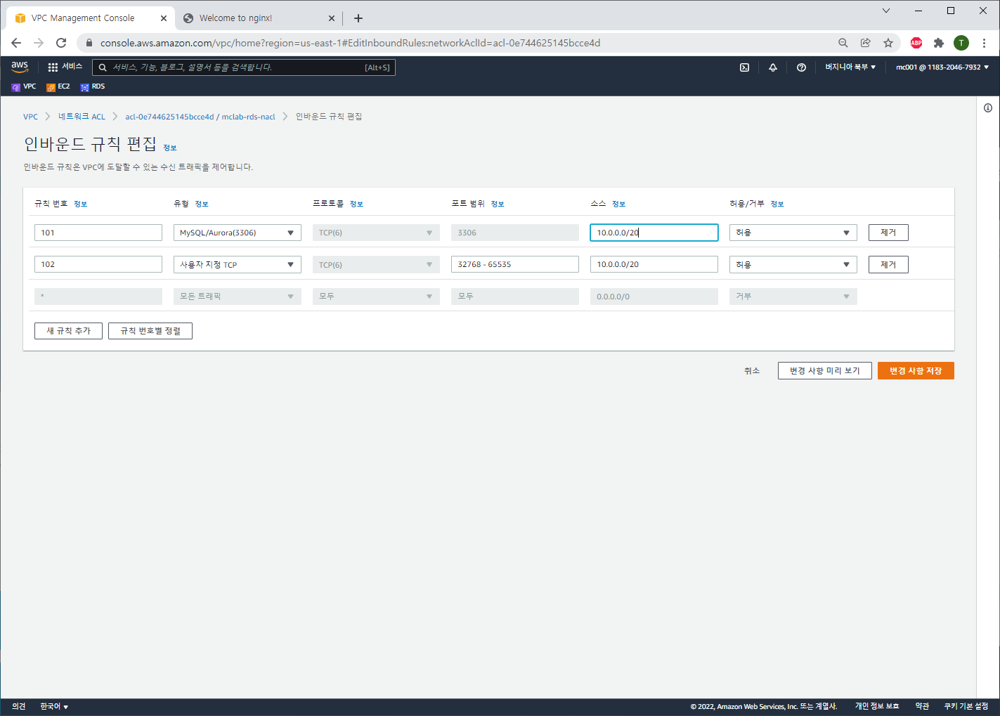 VPC Management Console
Welcome to nginx!
console.aws.amazon.com/vpc/home?region=us-east-1#EditInboundRules:networkAclId=acl-0e744625145bcce4d
ABP
T
aws
서비스
서비스, 기능, 블로그, 설명서 등을 검색합니다.
[Alt+S]
버지니아 북부
mc001 @ 1183-2046-7932
VPC
EC2
RDS
VPC
네트워크 ACL
acl-0e744625145bcce4d / mclab-rds-nacl
인바운드 규칙 편집
인바운드 규칙 편집 정보
인바운드 규칙은 VPC에 도달할 수 있는 수신 트래픽을 제어합니다.
규칙 번호 정보 유형 정보 프로토콜 정보 포트 범위 정보 소스 정보 허용/거부 정보
101 MySQL/Aurora(3306) TCP(6) 3306 10.0.0.0/20 허용 제거
102 사용자 지정 TCP TCP(6) 32768 - 65535 10.0.0.0/20 허용 제거
* 모든 트래픽 모두 모두 0.0.0.0/0 거부
새 규칙 추가 규칙 번호별 정렬
취소 변경 사항 미리 보기 변경 사항 저장
의견 한국어 © 2022, Amazon Web Services, Inc. 또는 계열사. 개인 정보 보호 약관 쿠키 기본 설정